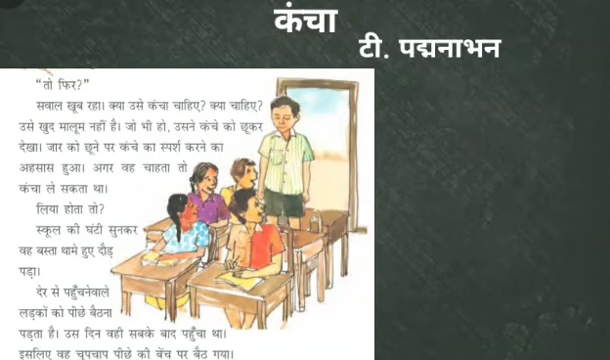 कंचा
टी. पद्मनाभन
“तो फिर?”
सवाल खूब रहा। क्या उसे कंचा चाहिए? क्या चाहिए?
उसे खुद मालूम नहीं है। जो भी हो, उसने कंचे को छूकर
देखा। जार को छूने पर कंचे का स्पर्श करने का
अहसास हुआ। अगर वह चाहता तो
कंचा ले सकता था।
लिया होता तो?
स्कूल की घंटी सुनकर
वह बस्ता थामे हुए दौड़
पड़ा।
देर से पहुँचनेवाले
लड़कों को पीछे बैठना
पड़ता है। उस दिन वही सबके बाद पहुँचा था।
इसलिए वह चुपचाप पीछे की बेंच पर बैठ गया।